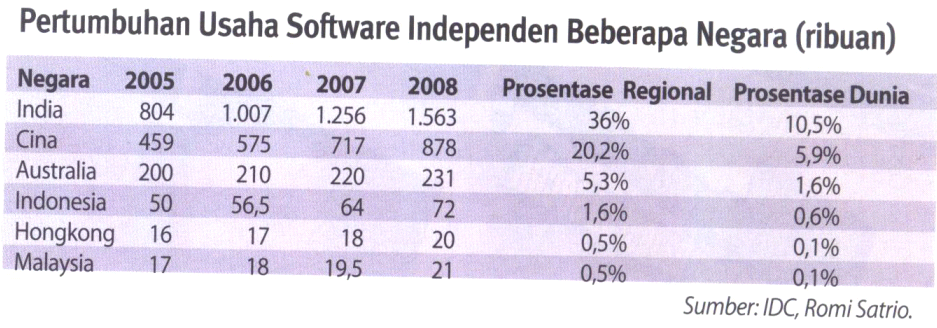 Pertumbuhan Usaha Software Independen Beberapa Negara (ribuan)
Negara 2005 2006 2007 2008 Prosentase Regional Prosentase Dunia
India 804 1.007 1.256 1.563 36% 10,5%
Cina 459 575 717 878 20,2% 5,9%
Australia 200 210 220 231 5,3% 1,6%
Indonesia 50 56,5 64 72 1,6% 0,6%
Hongkong 16 17 18 20 0,5% 0,1%
Malaysia 17 18 19,5 21 0,5% 0,1%
Sumber: IDC, Romi Satrio.